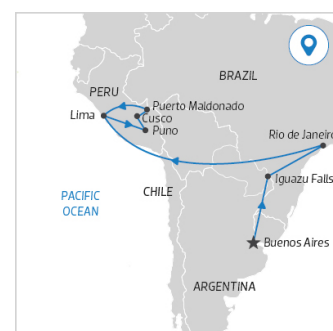 BRAZIL
PERU
Puerto Maldonado
Lima
Cusco
Puno
Rio de Janeiro
Iguazu Falls
CHILE
PACIFIC
OCEAN
Buenos Aires
ARGENTINA